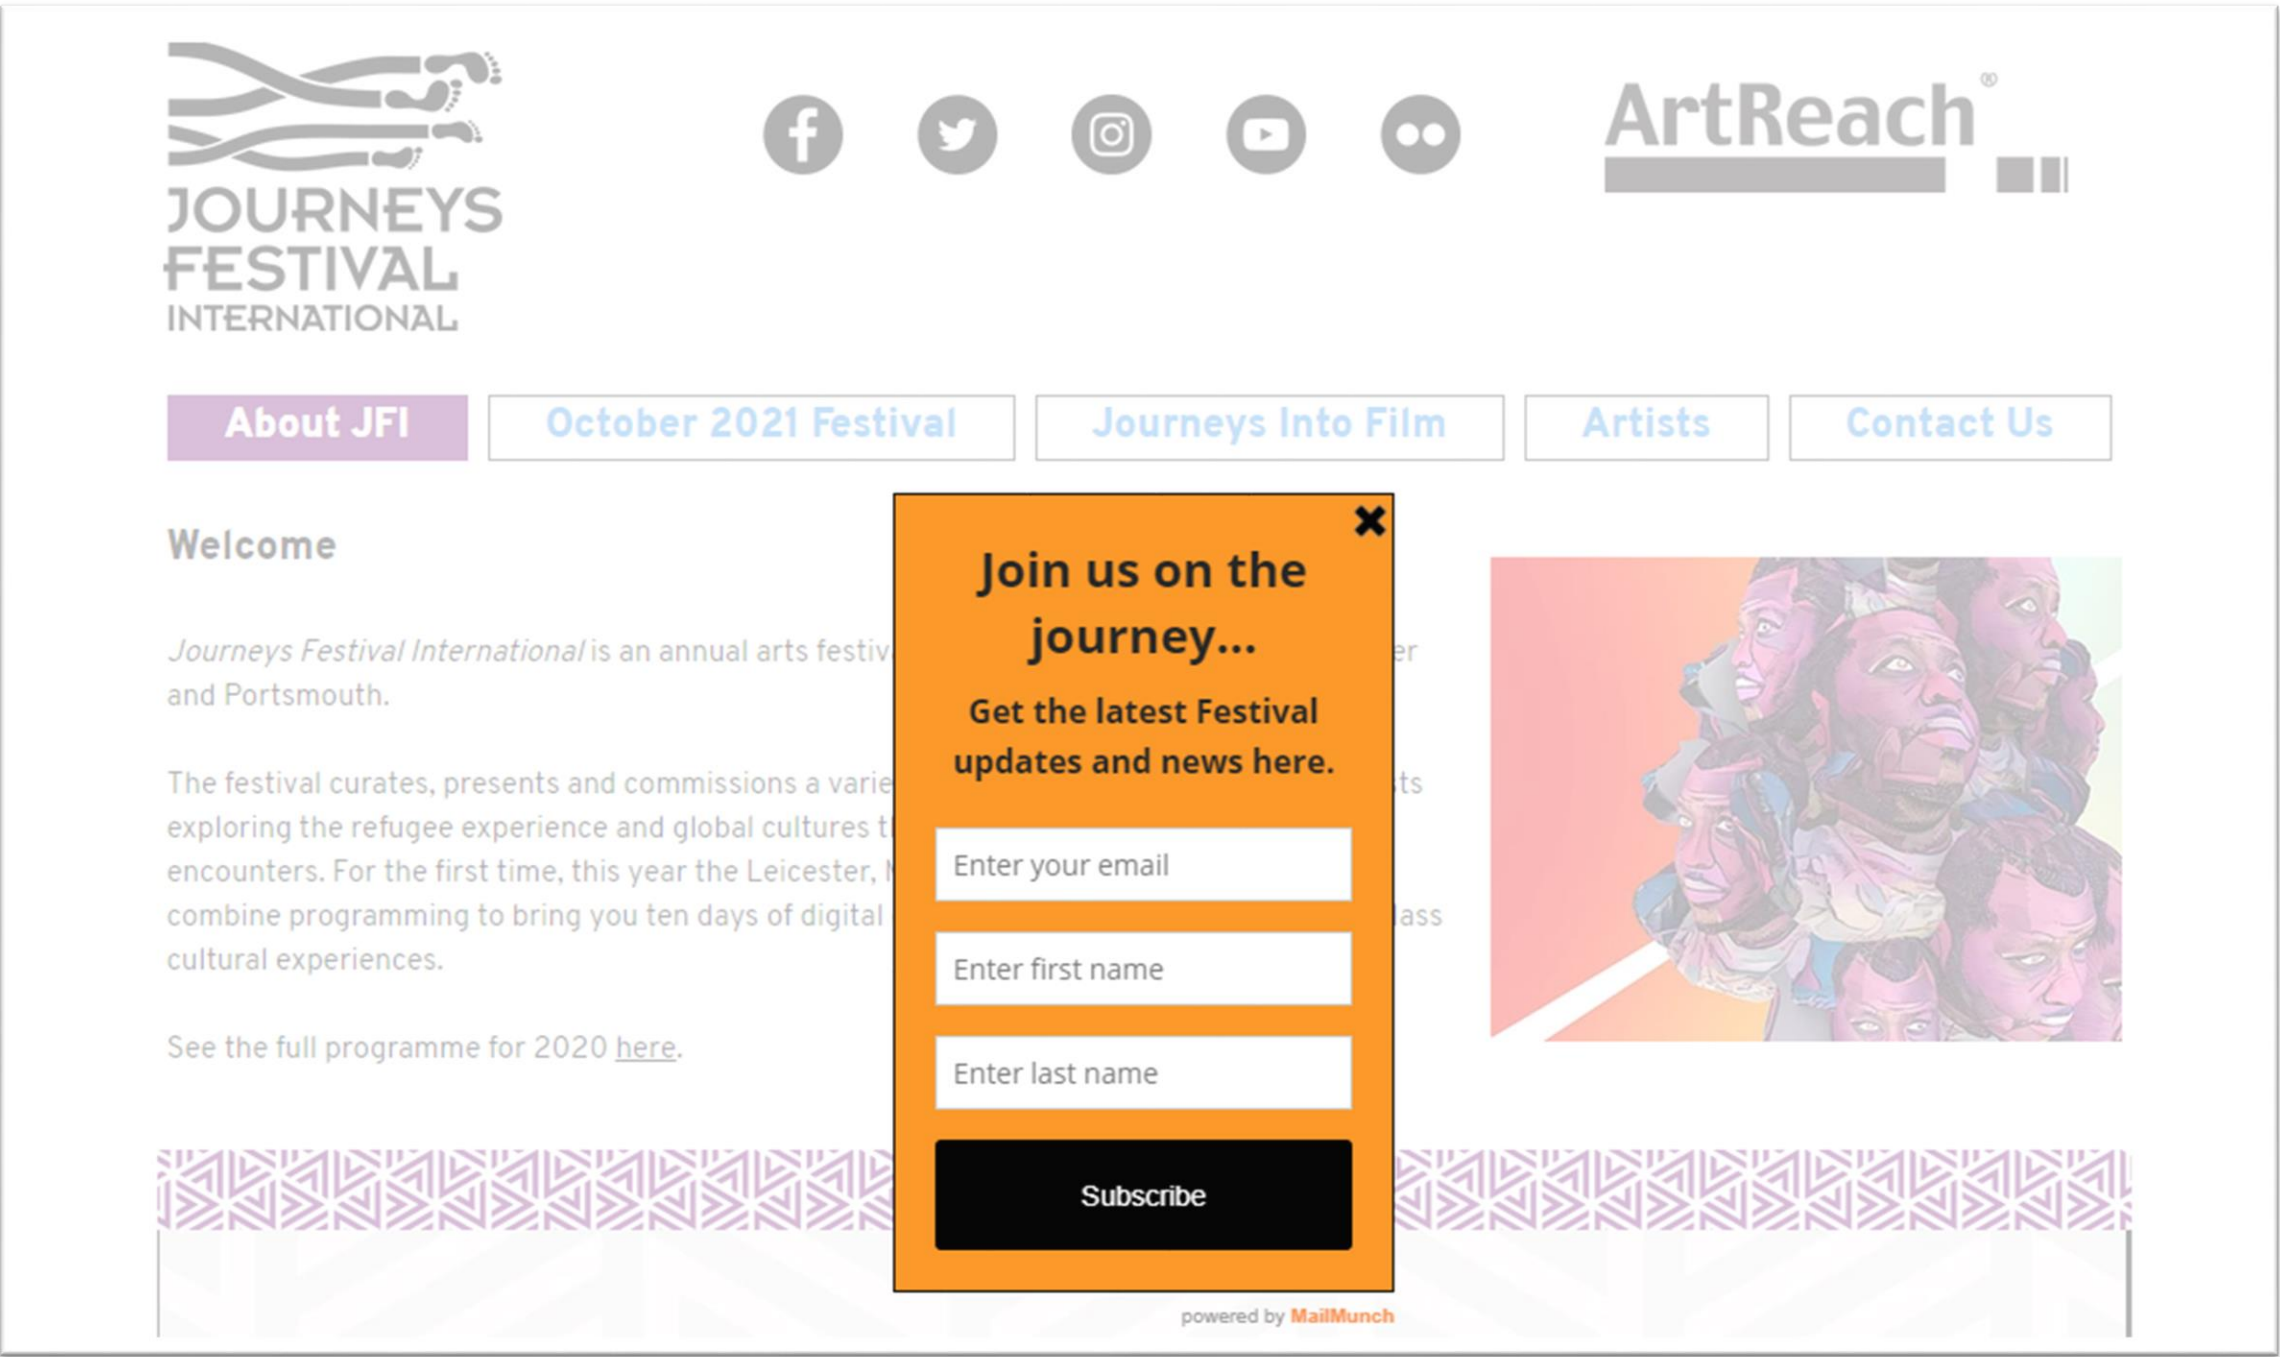 JOURNEYS
FESTIVAL
INTERNATIONAL
ArtReach®
About JFI
October 2021 Festival
Journeys Into Film
Artists
Contact Us
Welcome
Journeys Festival International is an annual arts
and Portsmouth.
The festival curates, presents and commissions a
exploring the refugee experience and global cultures
encounters. For the first time, this year the Leicester,
combine programming to bring you ten days of digital
cultural experiences.
See the full programme for 2020 here.
Join us on the
journey...
Get the latest Festival
updates and news here.
Enter your email
Enter first name
Enter last name
Subscribe
powered by MailMunch